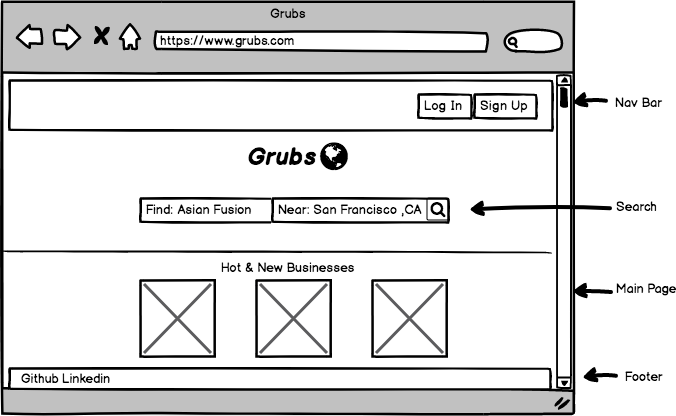 Grubs
https://www.grubs.com
Log In
Sign Up
Nav Bar
Grubs
Find: Asian Fusion
Near: San Francisco ,CA
Search
Hot & New Businesses
Main Page
Github Linkedin
Footer